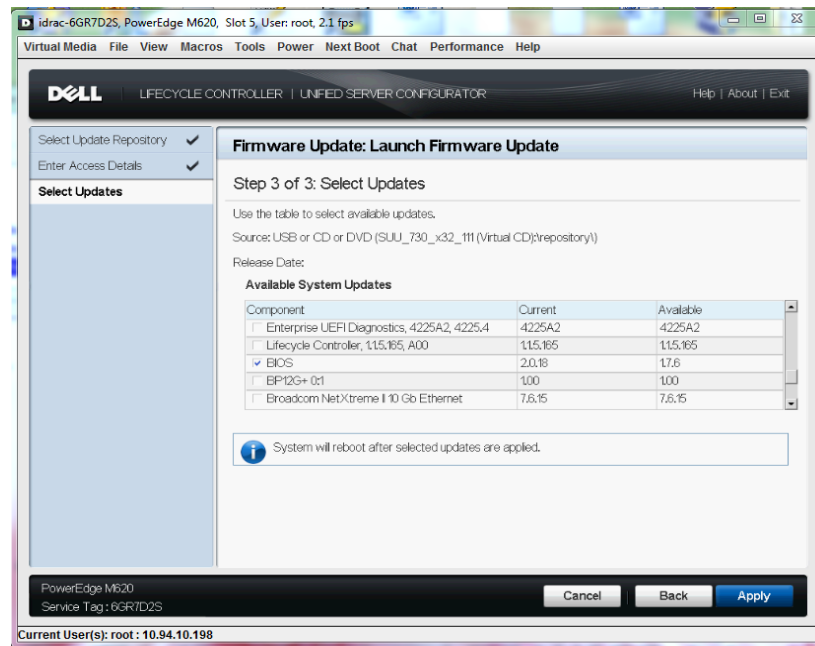 idrac-6GR7D2S, PowerEdge M620, Slot 5, User: root, 2.1 fps
Virtual Media File View Macros Tools Power Next Boot Chat Performance Help
DELL LIFECYCLE CONTROLLER | UNIFIED SERVER CONFIGURATOR Help | About | Exit
Select Update Repository
Enter Access Details
Select Updates
Firmware Update: Launch Firmware Update
Step 3 of 3: Select Updates
Use the table to select available updates.
Source: USB or CD or DVD (SUU_730_x32_111 (Virtual CD):\repository\)
Release Date:
Available System Updates
Component Current Available
Enterprise UEFI Diagnostics, 4225A2, 4225.4 4225A2 4225A2
Lifecycle Controller, 1.1.5.165, A00 1.1.5.165 1.1.5.165
BIOS 2.0.18 1.7.6
BP12G+ 0:1 1.00 1.00
Broadcom NetXtreme II 10 Gb Ethernet 7.6.15 7.6.15
System will reboot after selected updates are applied.
PowerEdge M620
Service Tag : 6GR7D2S
Cancel Back Apply
Current User(s): root : 10.94.10.198